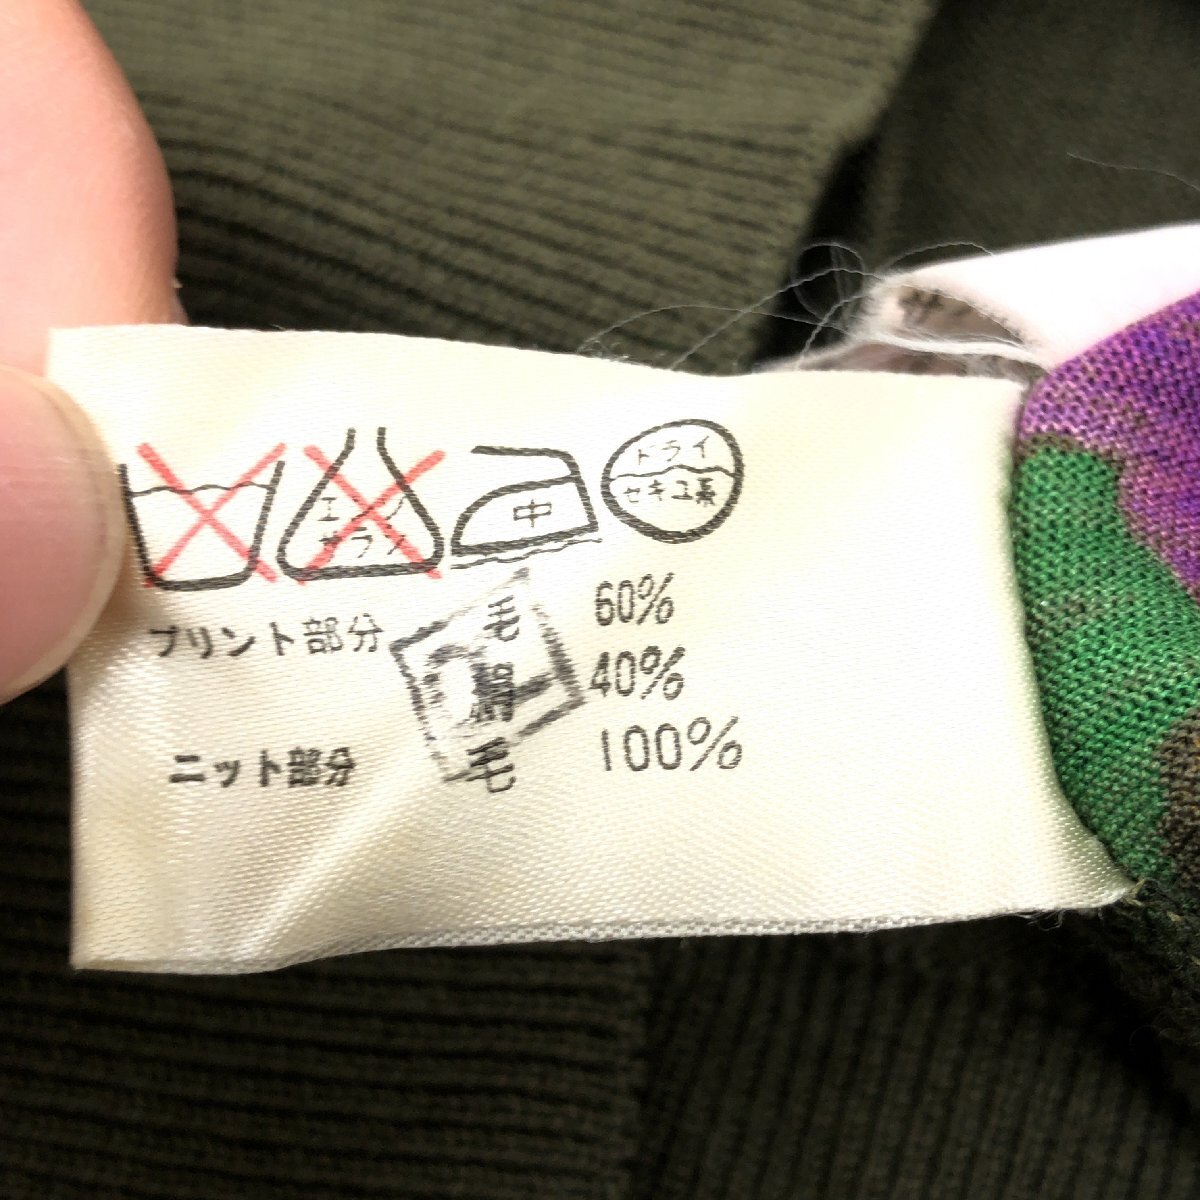 エンソ 中 ドライ
サラシ セキユ系
プリント部分 毛 60%
綿 40%
ニット部分 毛 100%